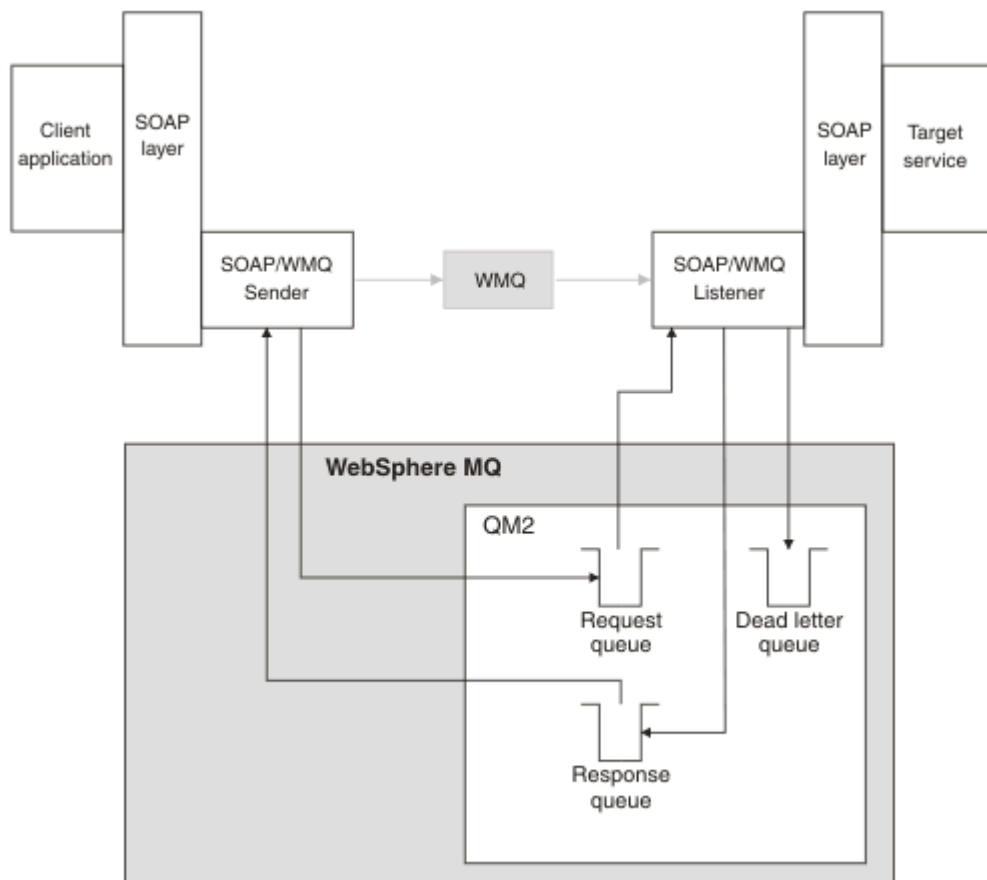 Client
application
SOAP
layer
SOAP/WMQ
Sender
WMQ
SOAP/WMQ
Listener
SOAP
layer
Target
service
WebSphere MQ
QM2
Request
queue
Dead letter
queue
Response
queue